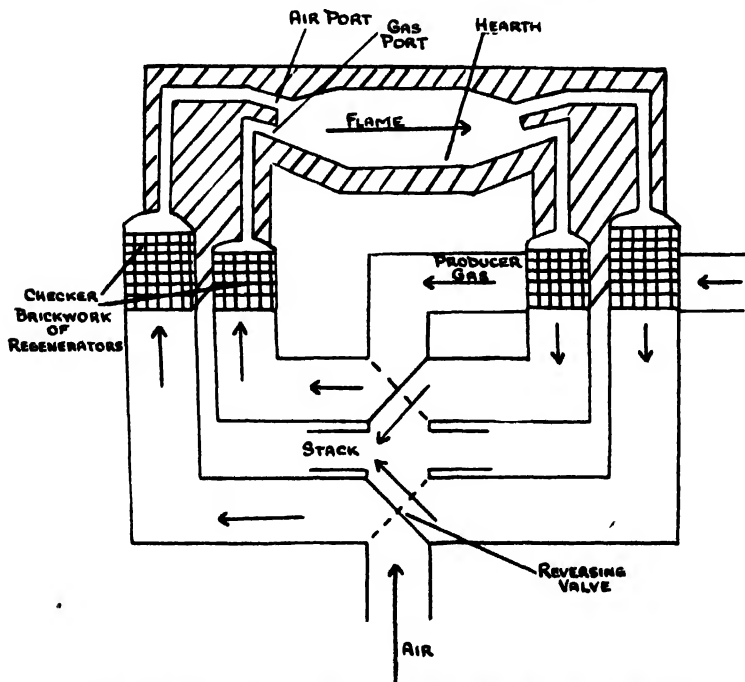 AIR PORT
GAS
PORT
HEARTH
FLAME
PRODUCER
GAS
CHECKER
BRICKWORK
OF
REGENERATORS
STACK
REVERSING
VALVE
AIR